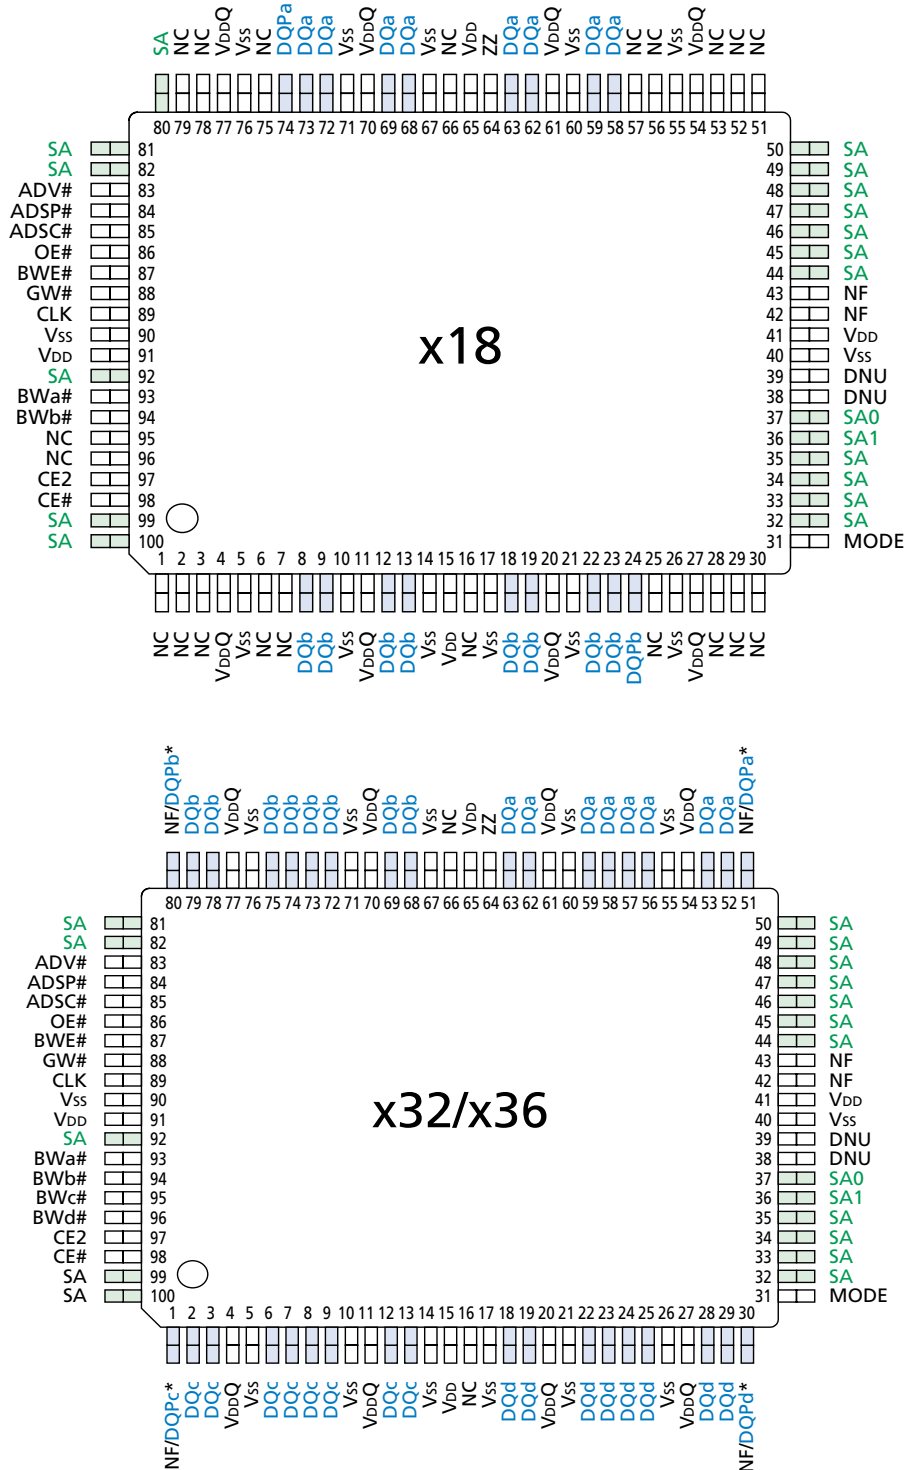 SA NC NC VDDQ VSS NC DQPa DQa DQa VSS VDDQ DQa DQa VSS NC VDD ZZ DQa DQa VDDQ VSS DQa DQa NC NC VSS VDDQ NC NC NC
80 79 78 77 76 75 74 73 72 71 70 69 68 67 66 65 64 63 62 61 60 59 58 57 56 55 54 53 52 51
SA 81 50 SA
SA 82 49 SA
ADV# 83 48 SA
ADSP# 84 47 SA
ADSC# 85 46 SA
OE# 86 45 SA
BWE# 87 44 SA
GW# 88 43 NF
CLK 89 42 NF
VSS 90 41 VDD
VDD 91 40 VSS
x18
SA 92 39 DNU
BWa# 93 38 DNU
BWb# 94 37 SA0
NC 95 36 SA1
NC 96 35 SA
CE2 97 34 SA
CE# 98 33 SA
SA 99 32 SA
SA 100 31 MODE
1 2 3 4 5 6 7 8 9 10 11 12 13 14 15 16 17 18 19 20 21 22 23 24 25 26 27 28 29 30
NC NC NC VDDQ VSS NC NC DQb DQb VSS VDDQ DQb DQb VSS VDD NC VSS DQb DQb VDDQ VSS DQb DQb DQPb NC VSS VDDQ NC NC NC
NF/DQPb* DQb DQb VDDQ VSS DQb DQb DQb DQb VSS VDDQ DQb DQb VSS NC VDD ZZ DQa DQa VDDQ VSS DQa DQa DQa DQa VSS VDDQ DQa DQa NF/DQPa*
80 79 78 77 76 75 74 73 72 71 70 69 68 67 66 65 64 63 62 61 60 59 58 57 56 55 54 53 52 51
SA 81 50 SA
SA 82 49 SA
ADV# 83 48 SA
ADSP# 84 47 SA
ADSC# 85 46 SA
OE# 86 45 SA
BWE# 87 44 SA
GW# 88 43 NF
CLK 89 42 NF
VSS 90 41 VDD
VDD 91 40 VSS
x32/x36
SA 92 39 DNU
BWa# 93 38 DNU
BWb# 94 37 SA0
BWc# 95 36 SA1
BWd# 96 35 SA
CE2 97 34 SA
CE# 98 33 SA
SA 99 32 SA
SA 100 31 MODE
1 2 3 4 5 6 7 8 9 10 11 12 13 14 15 16 17 18 19 20 21 22 23 24 25 26 27 28 29 30
NF/DQPc* DQc DQc VDDQ VSS DQc DQc DQc DQc VSS VDDQ DQc DQc VSS VDD NC VSS DQd DQd VDDQ VSS DQd DQd DQd DQd VSS VDDQ DQd DQd NF/DQPd*